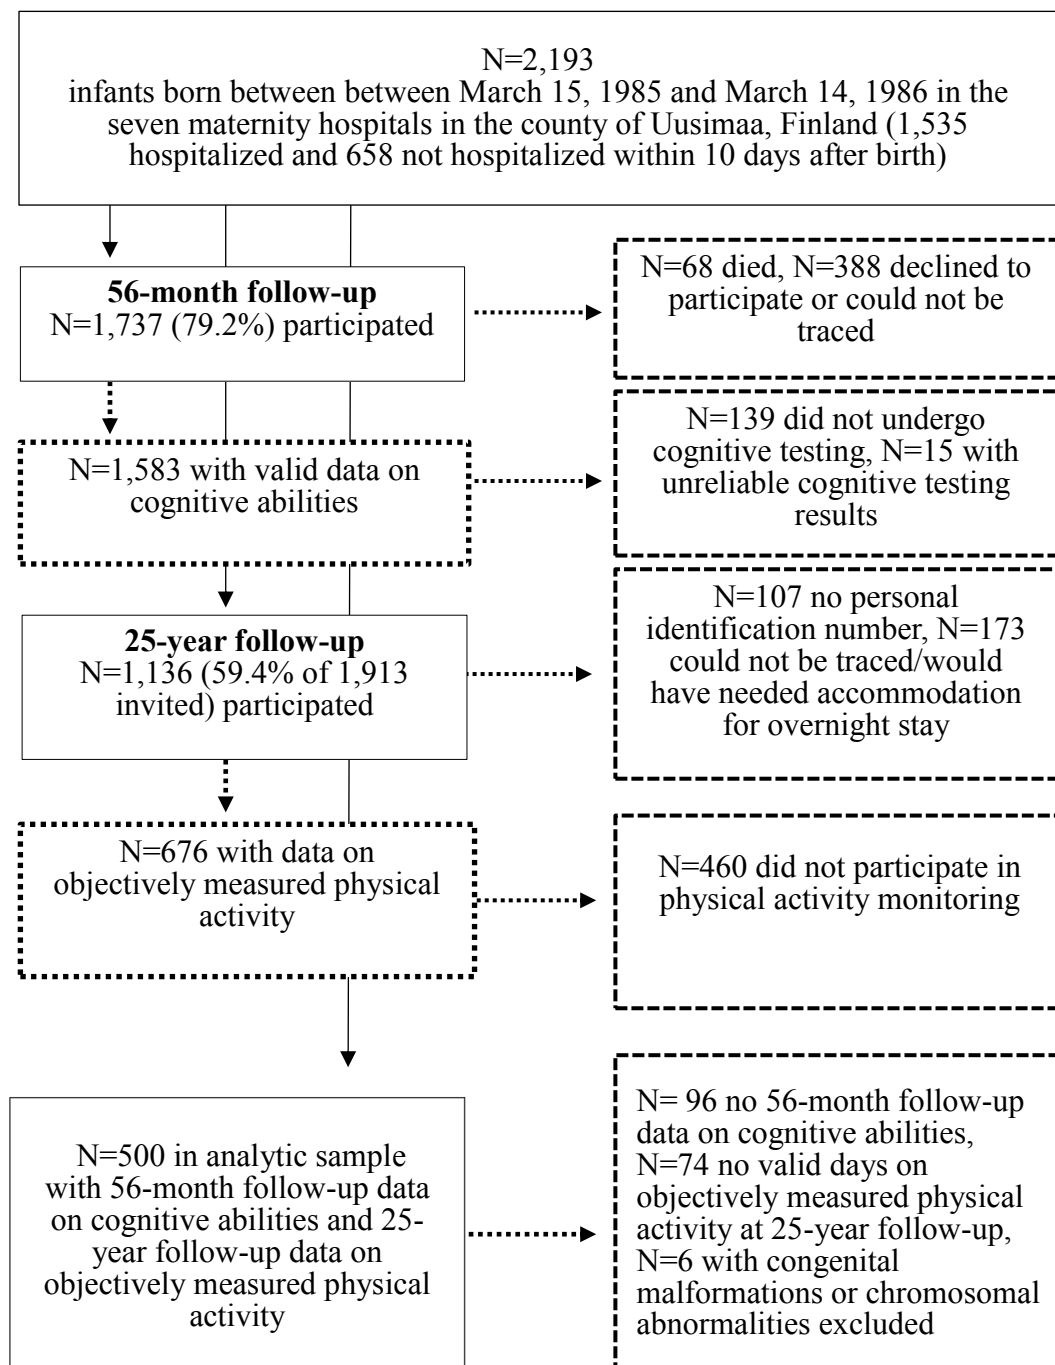 N=2,193
infants born between between March 15, 1985 and March 14, 1986 in the
seven maternity hospitals in the county of Uusimaa, Finland (1,535
hospitalized and 658 not hospitalized within 10 days after birth)
56-month follow-up
N=1,737 (79.2%) participated
N=68 died, N=388 declined to
participate or could not be
traced
N=1,583 with valid data on
cognitive abilities
N=139 did not undergo
cognitive testing, N=15 with
unreliable cognitive testing
results
25-year follow-up
N=1,136 (59.4% of 1,913
invited) participated
N=107 no personal
identification number, N=173
could not be traced/would
have needed accommodation
for overnight stay
N=676 with data on
objectively measured physical
activity
N=460 did not participate in
physical activity monitoring
N=500 in analytic sample
with 56-month follow-up data
on cognitive abilities and 25-
year follow-up data on
objectively measured physical
activity
N= 96 no 56-month follow-up
data on cognitive abilities,
N=74 no valid days on
objectively measured physical
activity at 25-year follow-up,
N=6 with congenital
malformations or chromosomal
abnormalities excluded